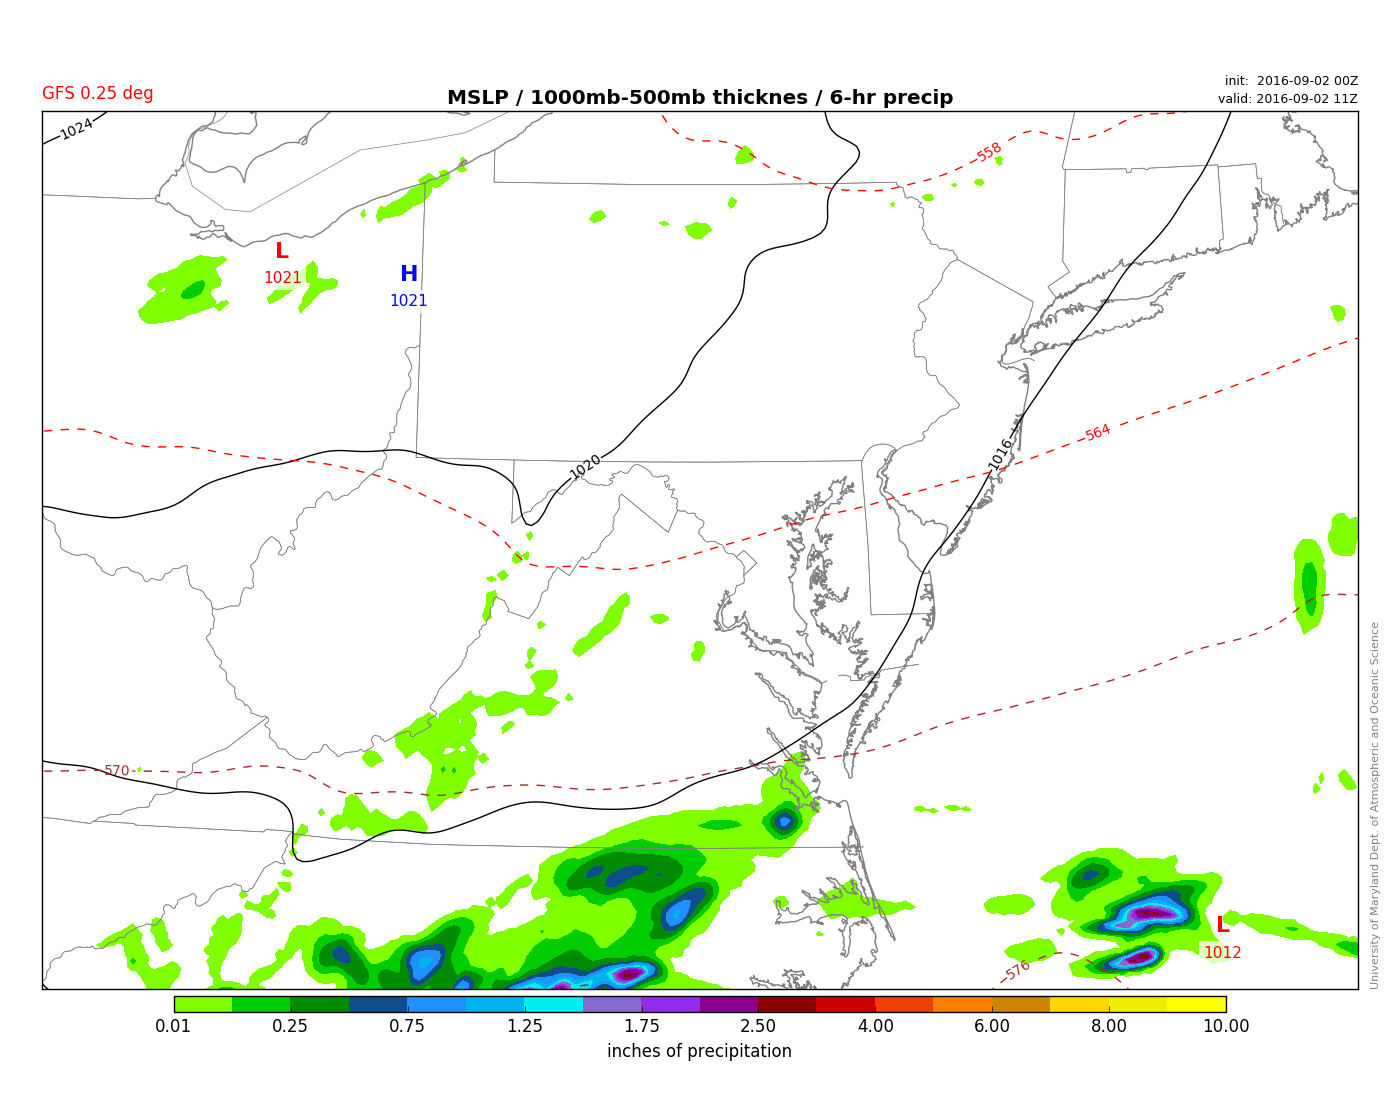 init:  2016-09-02 00Z
GFS 0.25 deg
MSLP / 1000mb-500mb thicknes / 6-hr precip
valid: 2016-09-02 11Z
1024
558
L
1021
H
1021
564
1016
1020
570
L
1012
576
University of Maryland Dept. of Atmospheric and Oceanic Science
0.01 0.25 0.75 1.25 1.75 2.50 4.00 6.00 8.00 10.00
inches of precipitation